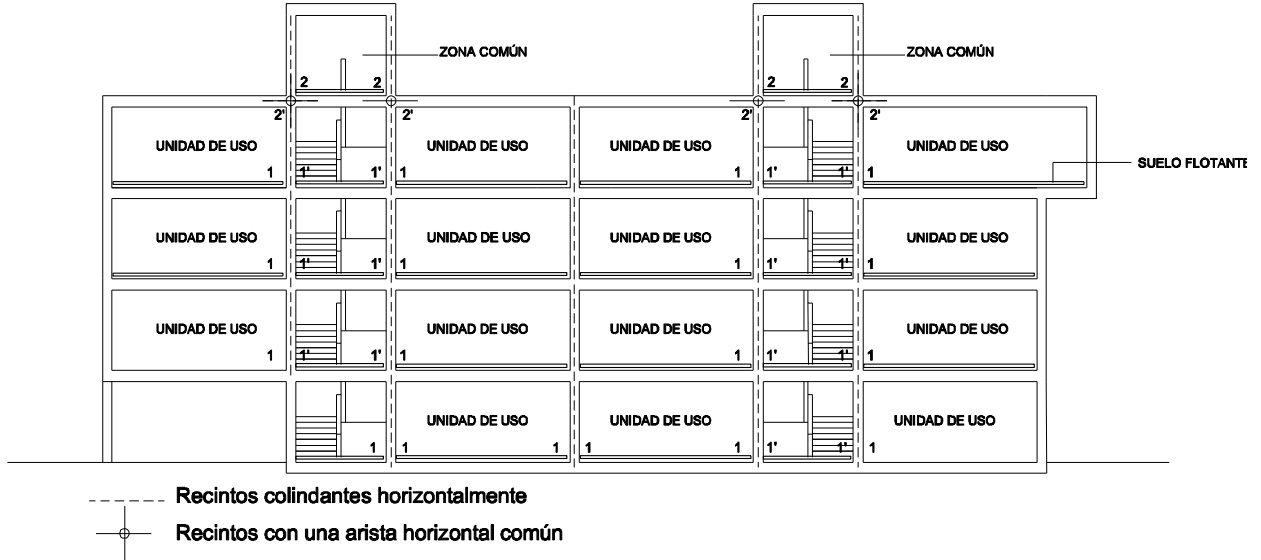 ZONA COMÚN ZONA COMÚN
2 2 2 2
2' 2' 2' 2'
UNIDAD DE USO UNIDAD DE USO UNIDAD DE USO UNIDAD DE USO
SUELO FLOTANTE
1 1' 1' 1 1 1' 1' 1
UNIDAD DE USO UNIDAD DE USO UNIDAD DE USO UNIDAD DE USO
1 1' 1' 1 1 1' 1' 1
UNIDAD DE USO UNIDAD DE USO UNIDAD DE USO UNIDAD DE USO
1 1' 1' 1 1 1' 1' 1
UNIDAD DE USO UNIDAD DE USO UNIDAD DE USO
1 1 1 1 1 1' 1' 1
Recintos colindantes horizontalmente
Recintos con una arista horizontal común